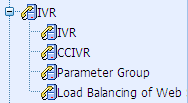 IVR
IVR
CCIVR
Parameter Group
Load Balancing of Web